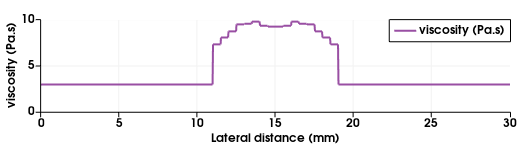 10
viscosity (Pa.s)
viscosity (Pa.s)
5
0
0 5 10 15 20 25 30
Lateral distance (mm)